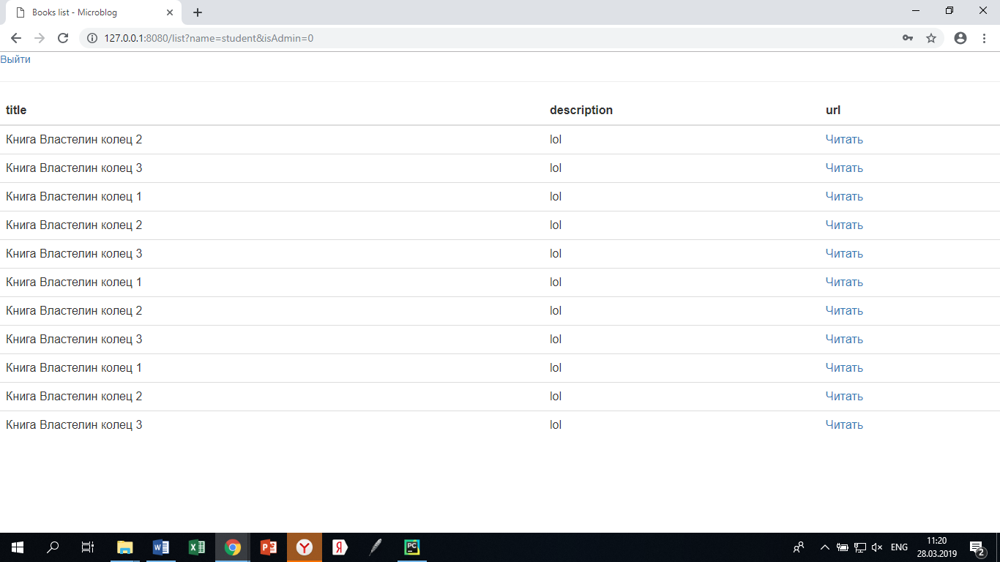 Books list - Microblog
127.0.0.1:8080/list?name=student&isAdmin=0
Выйти
title description url
Книга Властелин колец 2 lol Читать
Книга Властелин колец 3 lol Читать
Книга Властелин колец 1 lol Читать
Книга Властелин колец 2 lol Читать
Книга Властелин колец 3 lol Читать
Книга Властелин колец 1 lol Читать
Книга Властелин колец 2 lol Читать
Книга Властелин колец 3 lol Читать
Книга Властелин колец 1 lol Читать
Книга Властелин колец 2 lol Читать
Книга Властелин колец 3 lol Читать
W X P Y Я PC ENG 11:20
28.03.2019 2